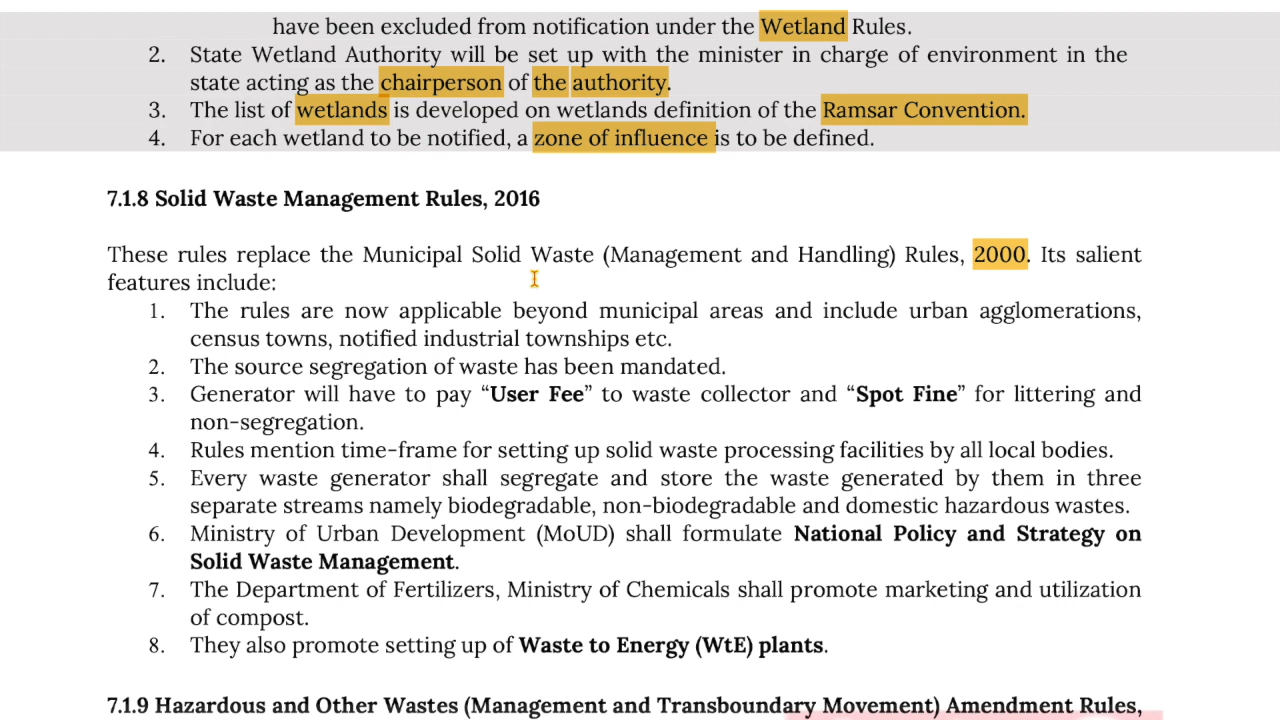 have been excluded from notification under the Wetland Rules.
2. State Wetland Authority will be set up with the minister in charge of environment in the
state acting as the chairperson of the authority.
3. The list of wetlands is developed on wetlands definition of the Ramsar Convention.
4. For each wetland to be notified, a zone of influence is to be defined.
7.1.8 Solid Waste Management Rules, 2016
These rules replace the Municipal Solid Waste (Management and Handling) Rules, 2000. Its salient
features include:
1. The rules are now applicable beyond municipal areas and include urban agglomerations,
census towns, notified industrial townships etc.
2. The source segregation of waste has been mandated.
3. Generator will have to pay “User Fee” to waste collector and “Spot Fine” for littering and
non-segregation.
4. Rules mention time-frame for setting up solid waste processing facilities by all local bodies.
5. Every waste generator shall segregate and store the waste generated by them in three
separate streams namely biodegradable, non-biodegradable and domestic hazardous wastes.
6. Ministry of Urban Development (MoUD) shall formulate National Policy and Strategy on
Solid Waste Management.
7. The Department of Fertilizers, Ministry of Chemicals shall promote marketing and utilization
of compost.
8. They also promote setting up of Waste to Energy (WtE) plants.
7.1.9 Hazardous and Other Wastes (Management and Transboundary Movement) Amendment Rules,